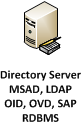 Directory Server
MSAD, LDAP
OID, OVD, SAP
RDBMS